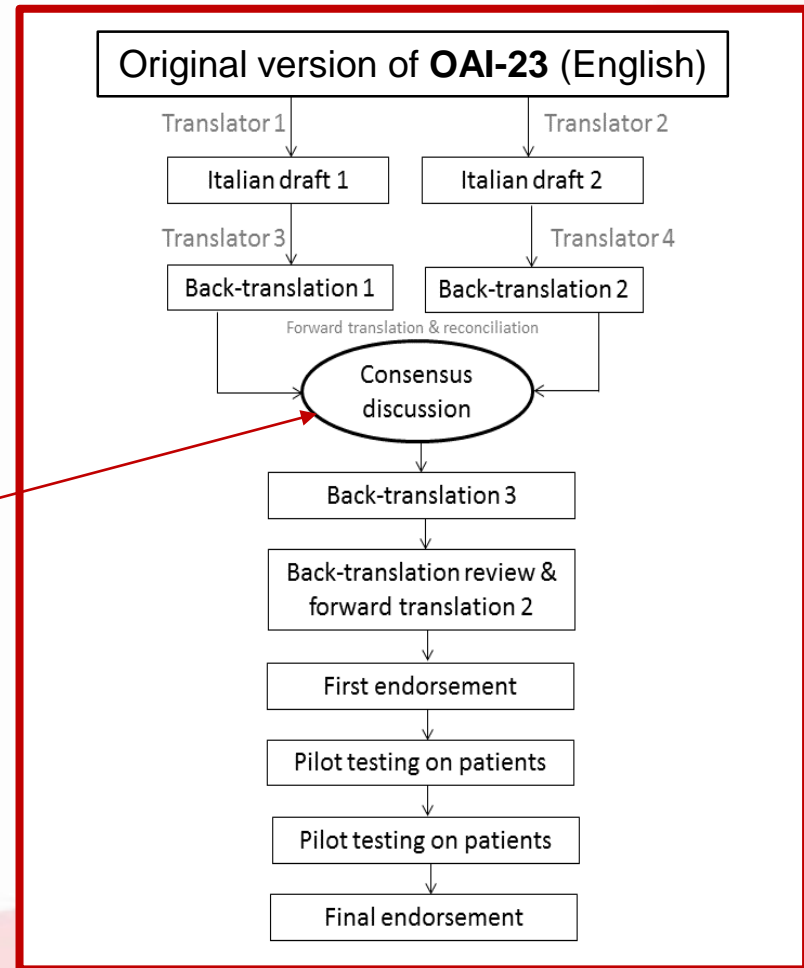 Original version of OAI-23 (English)
Translator 1
Translator 2
Italian draft 1
Italian draft 2
Translator 3
Translator 4
Back-translation 1
Back-translation 2
Forward translation & reconciliation
Consensus
discussion
Back-translation 3
Back-translation review &
forward translation 2
First endorsement
Pilot testing on patients
Pilot testing on patients
Final endorsement